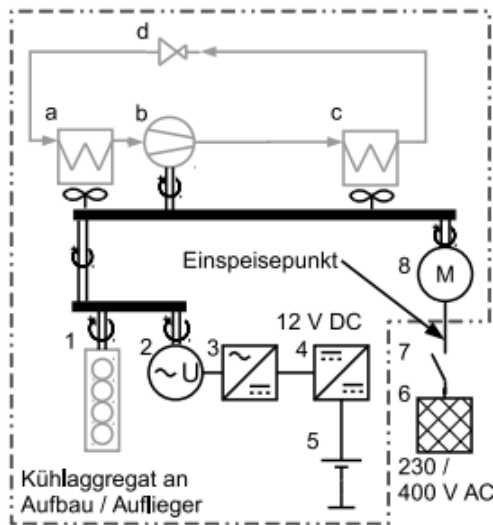 d
a
b
c
Einspeisepunkt
8
M
12 V DC
1
2
3
4
7
~U
~
5
6
Kühlaggregat an
Aufbau / Auflieger
230 /
400 V AC